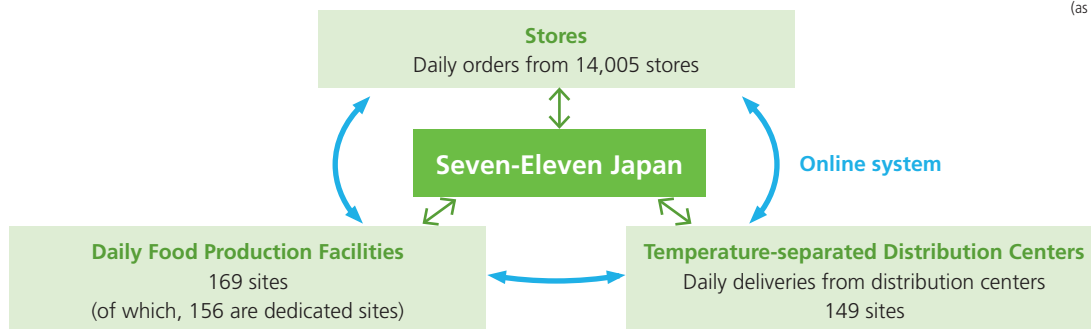 (as
Stores
Daily orders from 14,005 stores
Seven-Eleven Japan
Online system
Daily Food Production Facilities
169 sites
(of which, 156 are dedicated sites)
Temperature-separated Distribution Centers
Daily deliveries from distribution centers
149 sites